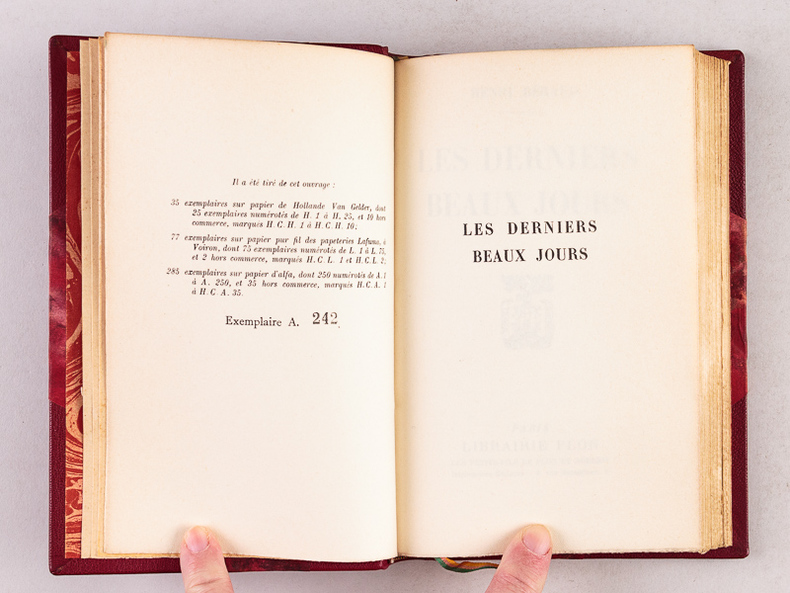 Il a été tiré de cet ouvrage :
35 exemplaires sur papier de Hollande Van Gelder, dont
25 exemplaires numérotés de H. 1 à H. 25, et 10 hors
commerce, marqués H. C. H. 1 à H. C. H. 10;
77 exemplaires sur papier pur fil des papeteries Lafuma, à
Voiron, dont 75 exemplaires numérotés de L. 1 à L. 75,
et 2 hors commerce, marqués H. C. L. 1 et H. C. L. 2;
285 exemplaires sur papier d'alfa, dont 250 numérotés de A. 1
à A. 250, et 35 hors commerce, marqués H. C. A. 1
à H. C. A. 35.
Exemplaire A. 242
LES DERNIERS
BEAUX JOURS
LES DERNIERS
BEAUX JOURS